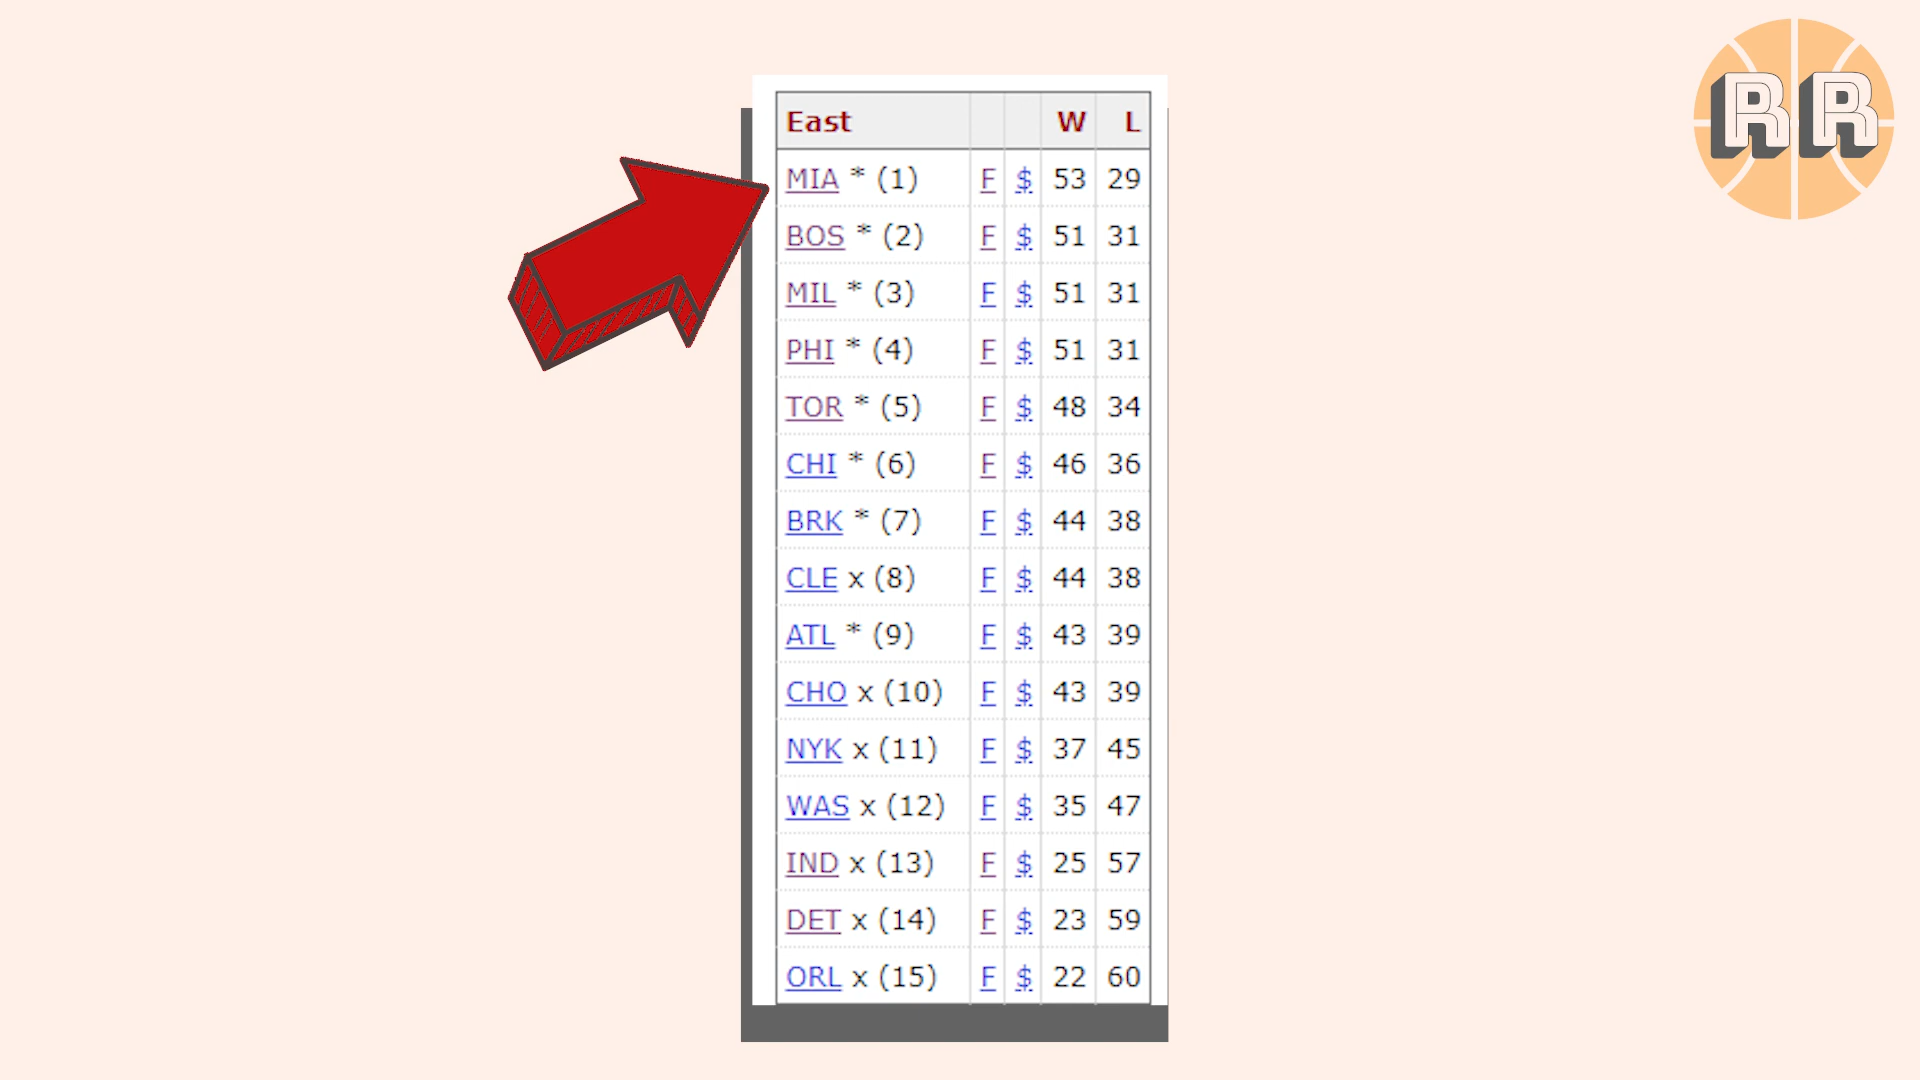 RR
East W L
MIA * (1) F $ 53 29
BOS * (2) F $ 51 31
MIL * (3) F $ 51 31
PHI * (4) F $ 51 31
TOR * (5) F $ 48 34
CHI * (6) F $ 46 36
BRK * (7) F $ 44 38
CLE x (8) F $ 44 38
ATL * (9) F $ 43 39
CHO x (10) F $ 43 39
NYK x (11) F $ 37 45
WAS x (12) F $ 35 47
IND x (13) F $ 25 57
DET x (14) F $ 23 59
ORL x (15) F $ 22 60